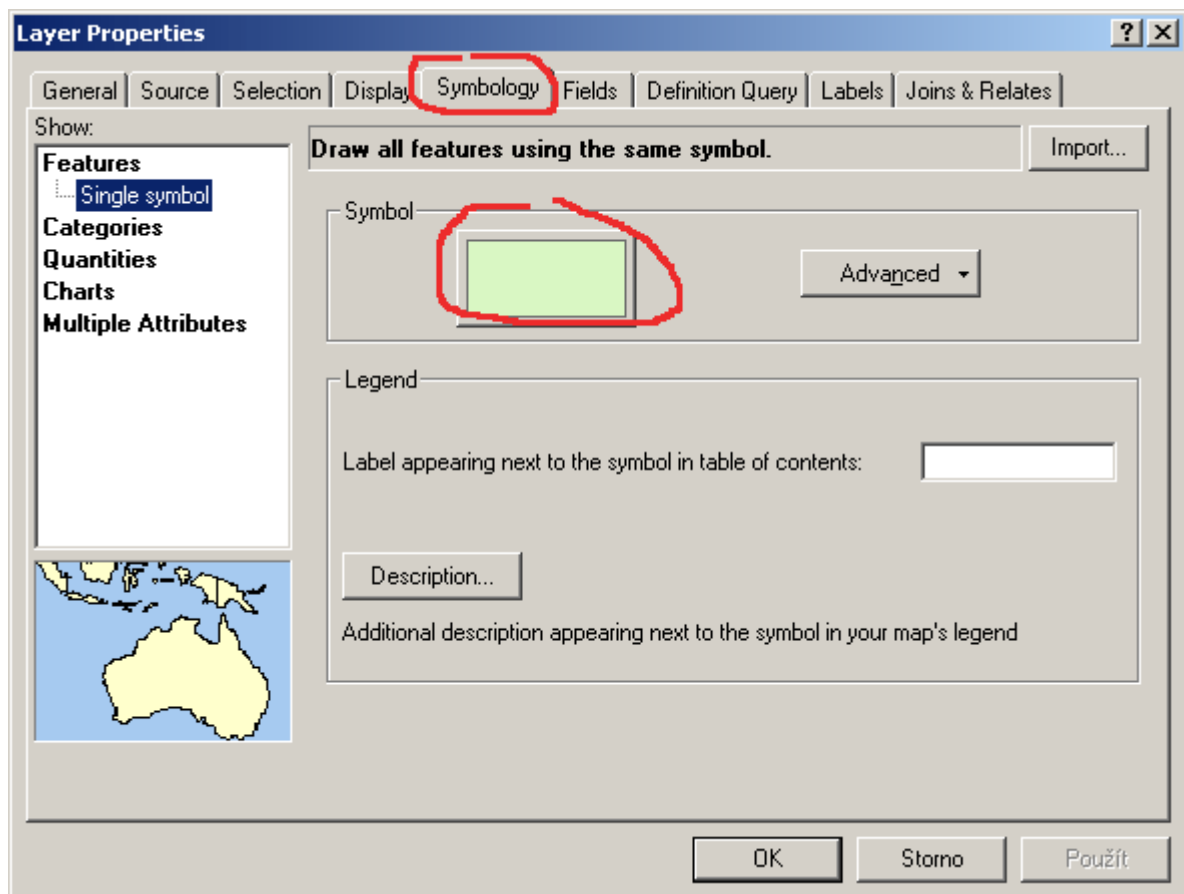 Layer Properties
General Source Selection Display Symbology Fields Definition Query Labels Joins & Relates
Show:
Features
Single symbol
Categories
Quantities
Charts
Multiple Attributes
Draw all features using the same symbol.
Import...
Symbol
Advanced
Legend
Label appearing next to the symbol in table of contents:
Description...
Additional description appearing next to the symbol in your map's legend
OK Storno Použít